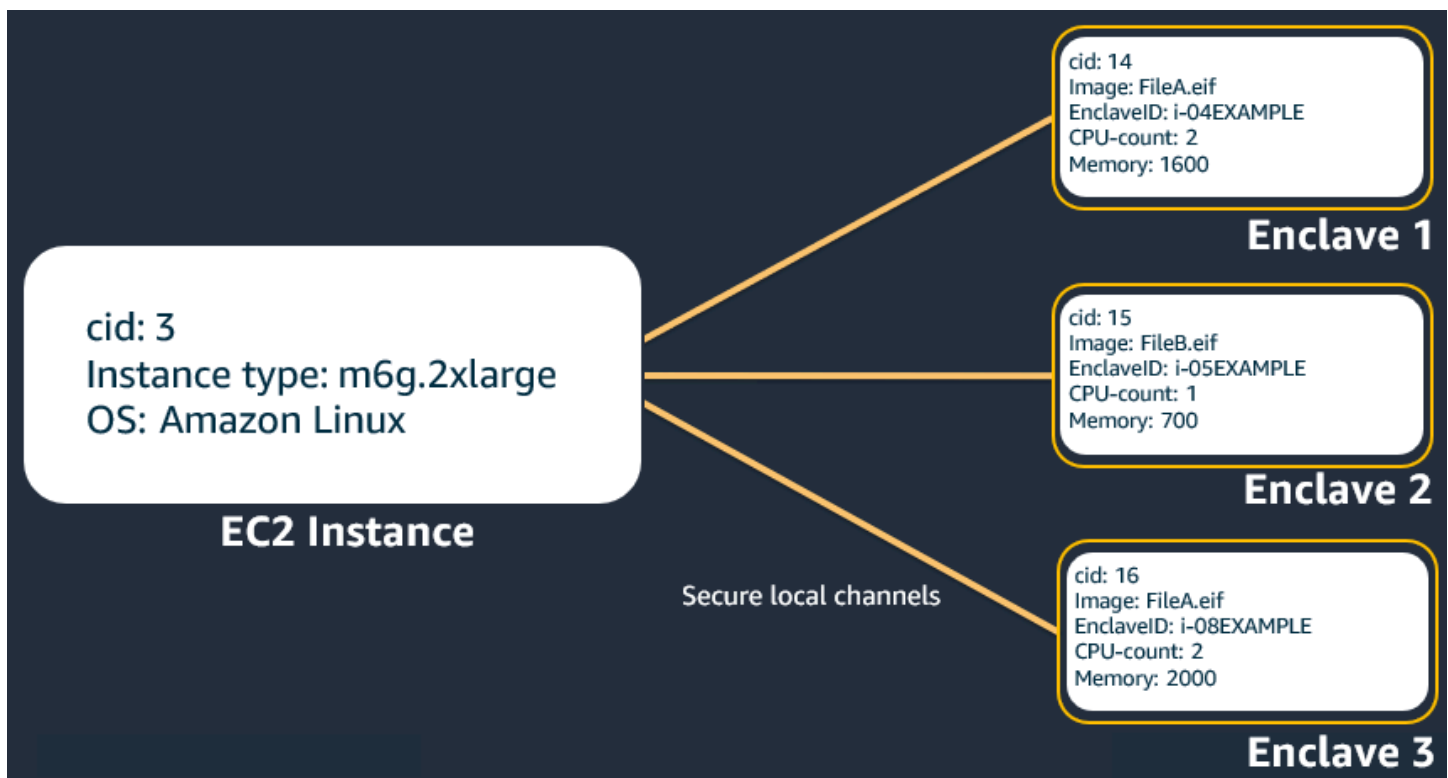 cid: 3
Instance type: m6g.2xlarge
OS: Amazon Linux
EC2 Instance
Secure local channels
cid: 14
Image: FileA.eif
EnclaveID: i-04EXAMPLE
CPU-count: 2
Memory: 1600
Enclave 1
cid: 15
Image: FileB.eif
EnclaveID: i-05EXAMPLE
CPU-count: 1
Memory: 700
Enclave 2
cid: 16
Image: FileA.eif
EnclaveID: i-08EXAMPLE
CPU-count: 2
Memory: 2000
Enclave 3